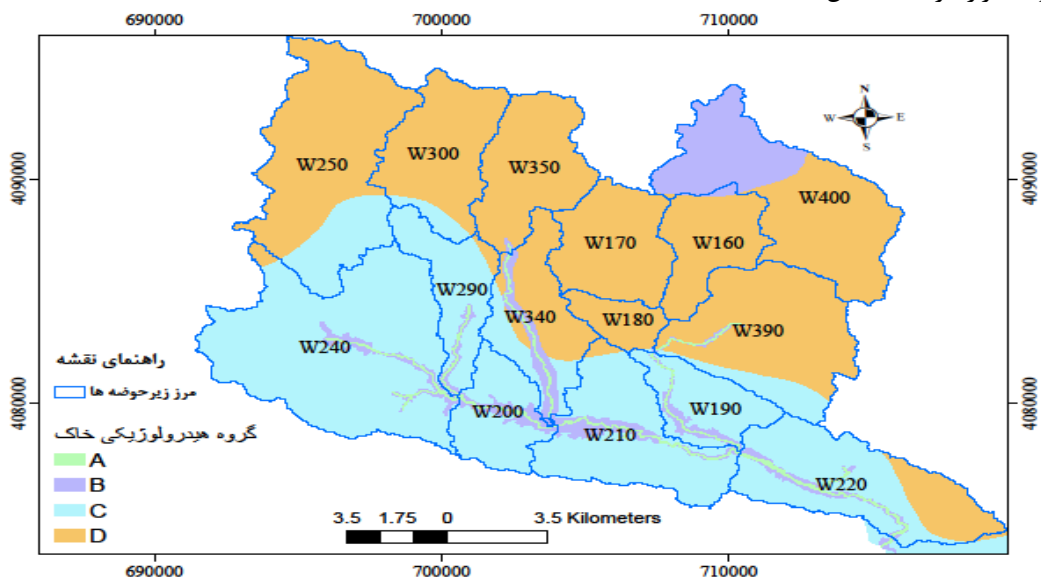 690000 700000 710000
N
W E
S
4090000 4090000
W250
W300
W350
W400
W170
W160
W290
W340
W180
W390
W240
راهنمای نقشه
مرز زیرحوضه ها
4080000 4080000
W200
W190
W210
گروه هیدرولوژیکی خاک
A
B
W220
C
D
3.5 1.75 0 3.5 Kilometers
690000 700000 710000